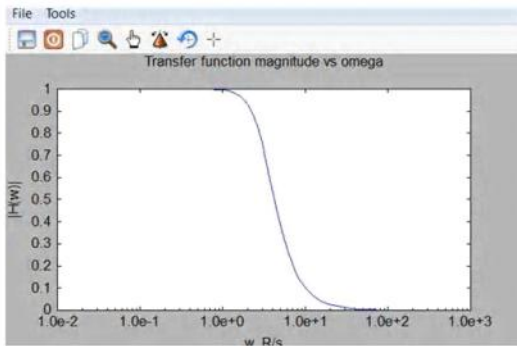 File Tools
Transfer function magnitude vs omega
1
0.9
0.8
0.7
0.6
0.5
0.4
0.3
0.2
0.1
0
|H(w)|
1.0e-2 1.0e-1 1.0e+0 1.0e+1 1.0e+2 1.0e+3
w, R/s